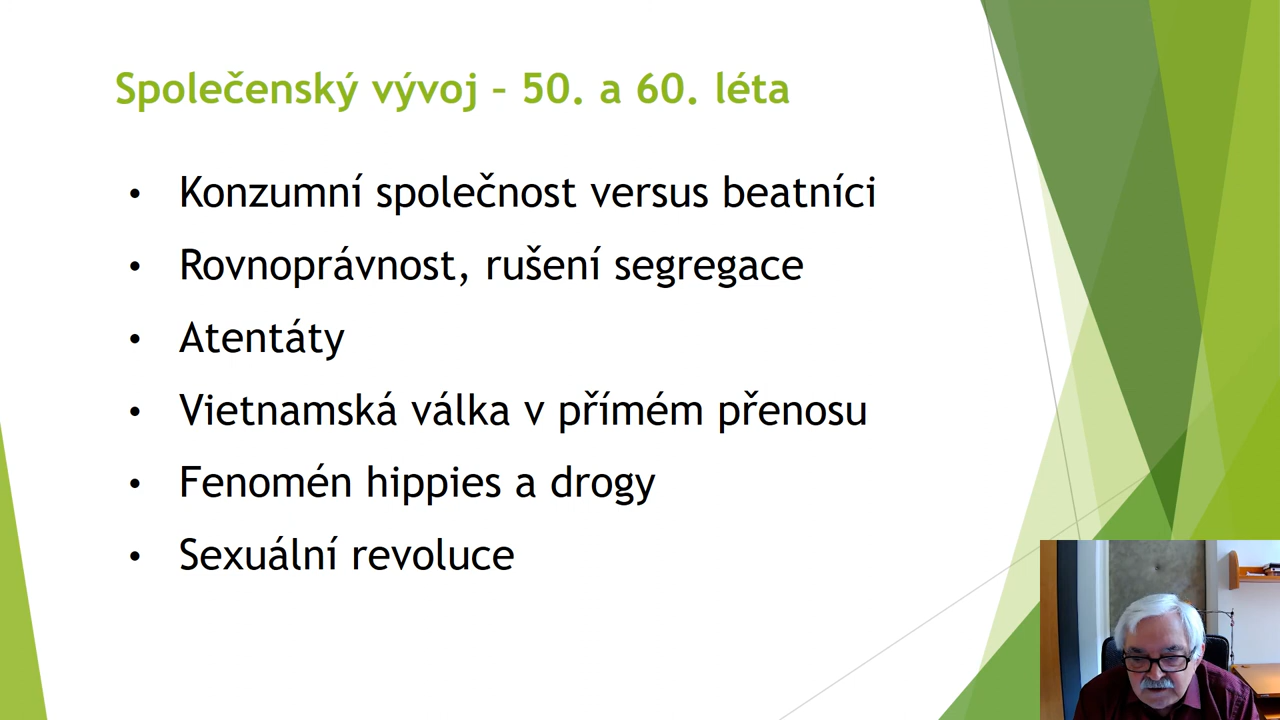 Společenský vývoj – 50. a 60. léta
• Konzumní společnost versus beatníci
• Rovnoprávnost, rušení segregace
• Atentáty
• Vietnamská válka v přímém přenosu
• Fenomén hippies a drogy
• Sexuální revoluce